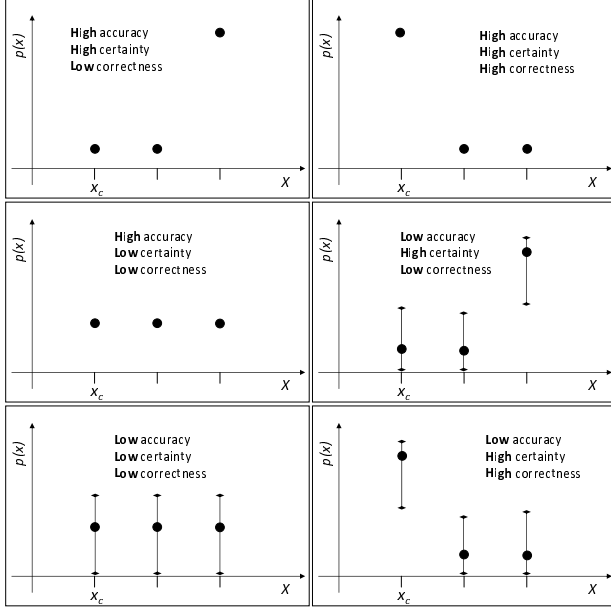 p(x)
High accuracy
High certainty
Low correctness
x_c
X
p(x)
High accuracy
High certainty
High correctness
x_c
X
p(x)
High accuracy
Low certainty
Low correctness
x_c
X
p(x)
Low accuracy
High certainty
Low correctness
x_c
X
p(x)
Low accuracy
Low certainty
Low correctness
x_c
X
p(x)
Low accuracy
High certainty
High correctness
x_c
X